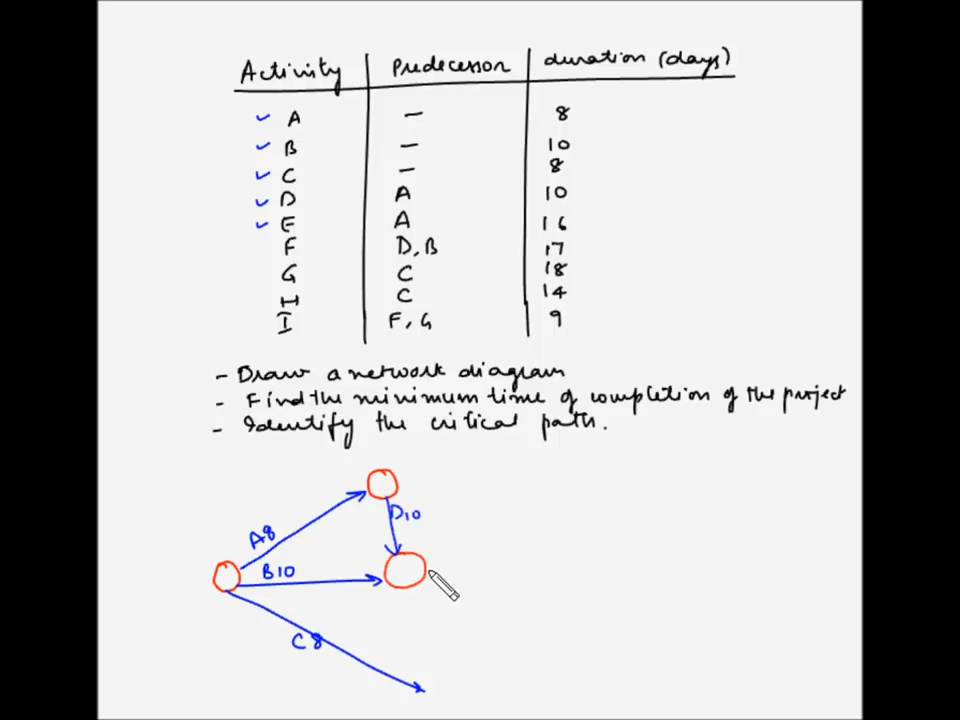 Activity Predecessor duration (days)
A — 8
B — 10
C — 8
D A 10
E A 16
F D, B 17
G C 18
H C 14
I F, G 9
- Draw a network diagram
- Find the minimum time of completion of the project
- Identify the critical path.
D10
A8
B10
C8